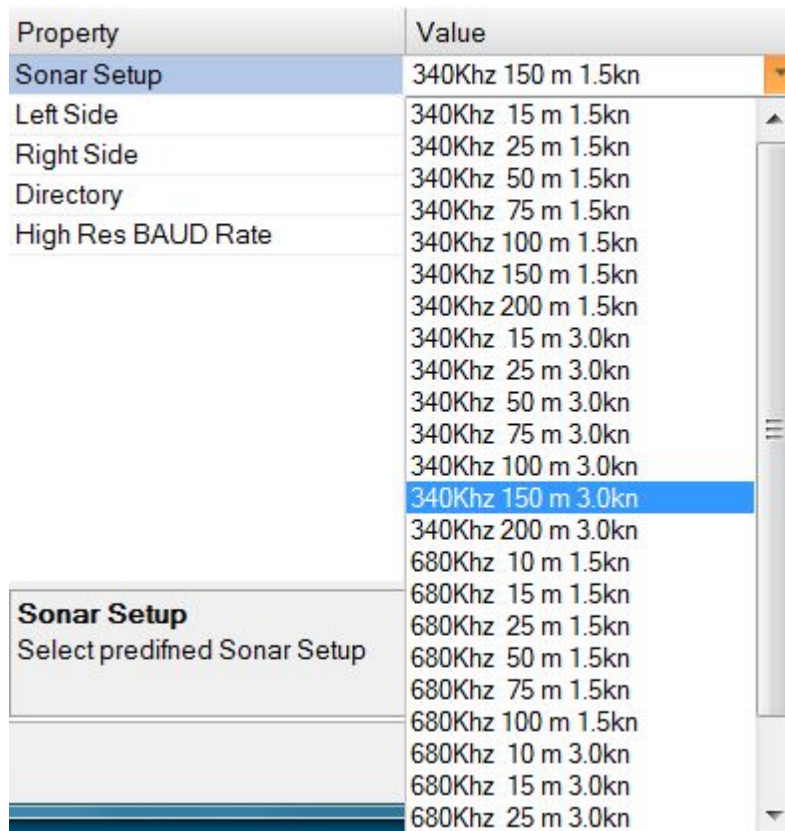 Property Value
Sonar Setup 340Khz 150 m 1.5kn
Left Side
Right Side
Directory
High Res BAUD Rate
340Khz 15 m 1.5kn
340Khz 25 m 1.5kn
340Khz 50 m 1.5kn
340Khz 75 m 1.5kn
340Khz 100 m 1.5kn
340Khz 150 m 1.5kn
340Khz 200 m 1.5kn
340Khz 15 m 3.0kn
340Khz 25 m 3.0kn
340Khz 50 m 3.0kn
340Khz 75 m 3.0kn
340Khz 100 m 3.0kn
340Khz 150 m 3.0kn
340Khz 200 m 3.0kn
680Khz 10 m 1.5kn
680Khz 15 m 1.5kn
680Khz 25 m 1.5kn
680Khz 50 m 1.5kn
680Khz 75 m 1.5kn
680Khz 100 m 1.5kn
680Khz 10 m 3.0kn
680Khz 15 m 3.0kn
680Khz 25 m 3.0kn
Sonar Setup
Select predifned Sonar Setup